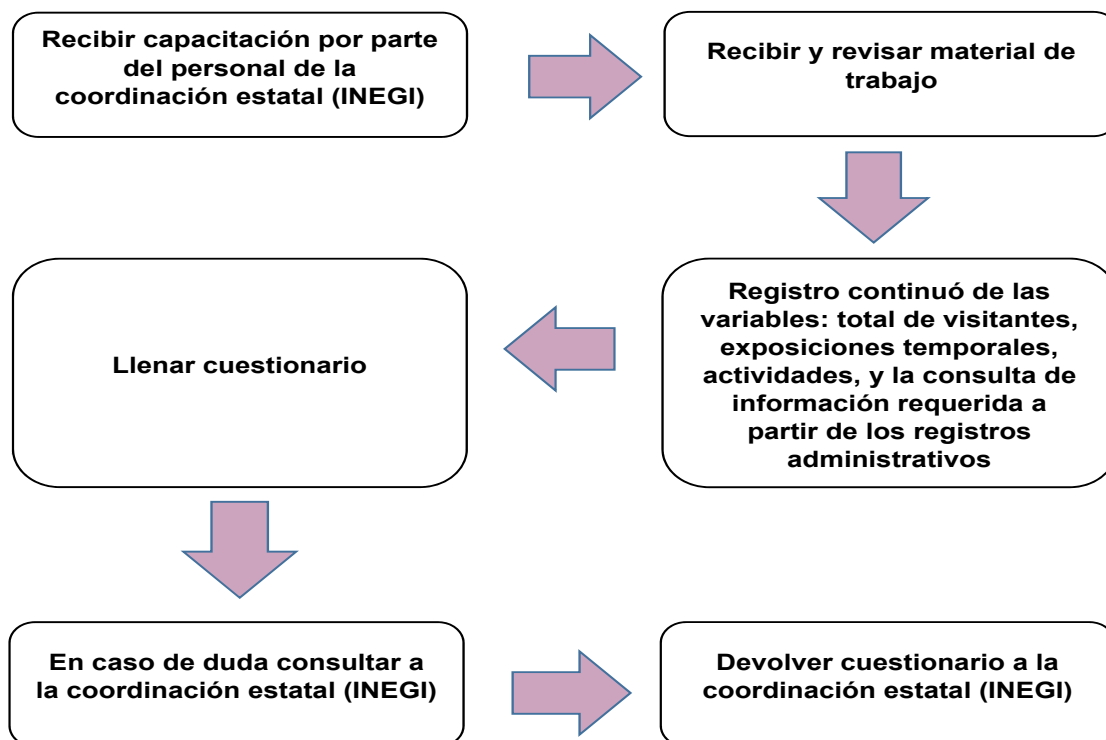 Recibir capacitación por parte
del personal de la
coordinación estatal (INEGI)
Recibir y revisar material de
trabajo
Registro continuó de las
variables: total de visitantes,
exposiciones temporales,
actividades, y la consulta de
información requerida a
partir de los registros
administrativos
Llenar cuestionario
En caso de duda consultar a
la coordinación estatal (INEGI)
Devolver cuestionario a la
coordinación estatal (INEGI)